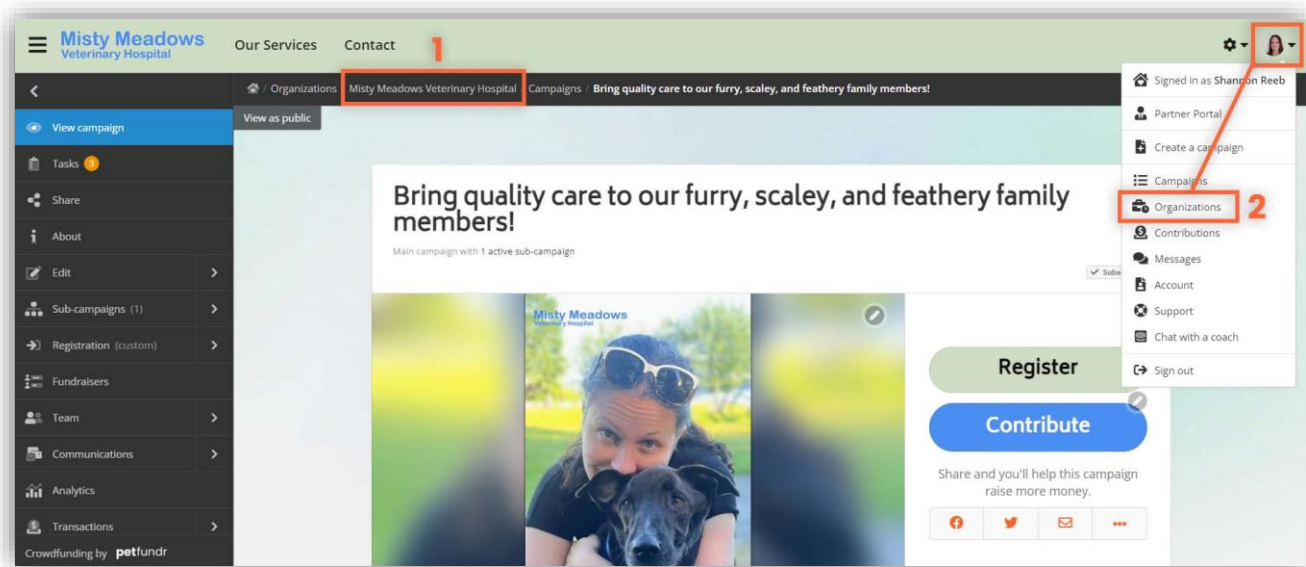 Misty Meadows
Veterinary Hospital
Our Services Contact
1
/ Organizations / Misty Meadows Veterinary Hospital / Campaigns / Bring quality care to our furry, scaley, and feathery family members!
View as public
View campaign
Tasks 3
Share
About
Edit
Sub-campaigns (1)
Registration (custom)
Fundraisers
Team
Communications
Analytics
Transactions
Crowdfunding by petfundr
Bring quality care to our furry, scaley, and feathery family
members!
Main campaign with 1 active sub-campaign
Misty Meadows
Veterinary Hospital
Register
Contribute
Share and you'll help this campaign
raise more money.
Signed in as Shannon Reeb
Partner Portal
Create a campaign
Campaigns
Organizations 2
Contributions
Messages
Account
Support
Chat with a coach
Sign out